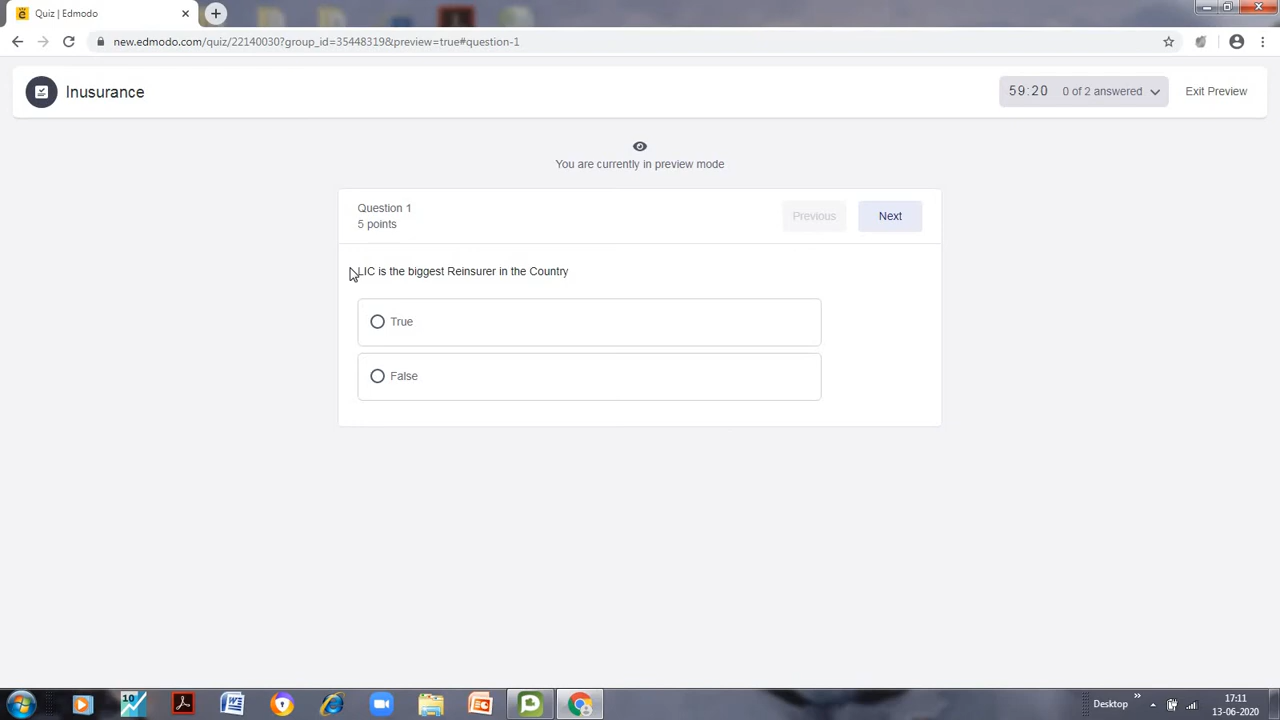 Quiz | Edmodo
new.edmodo.com/quiz/22140030?group_id=35448319&preview=true#question-1
Inusurance
59:20 0 of 2 answered
Exit Preview
You are currently in preview mode
Question 1
5 points
Previous
Next
LIC is the biggest Reinsurer in the Country
True
False
10
Desktop
17:11
13-06-2020